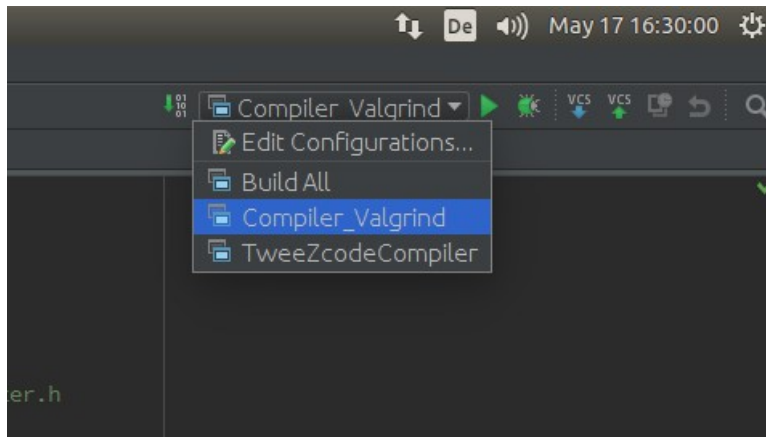 De May 17 16:30:00
Compiler_Valgrind VCS VCS
Edit Configurations...
Build All
Compiler_Valgrind
TweeZcodeCompiler
er.h